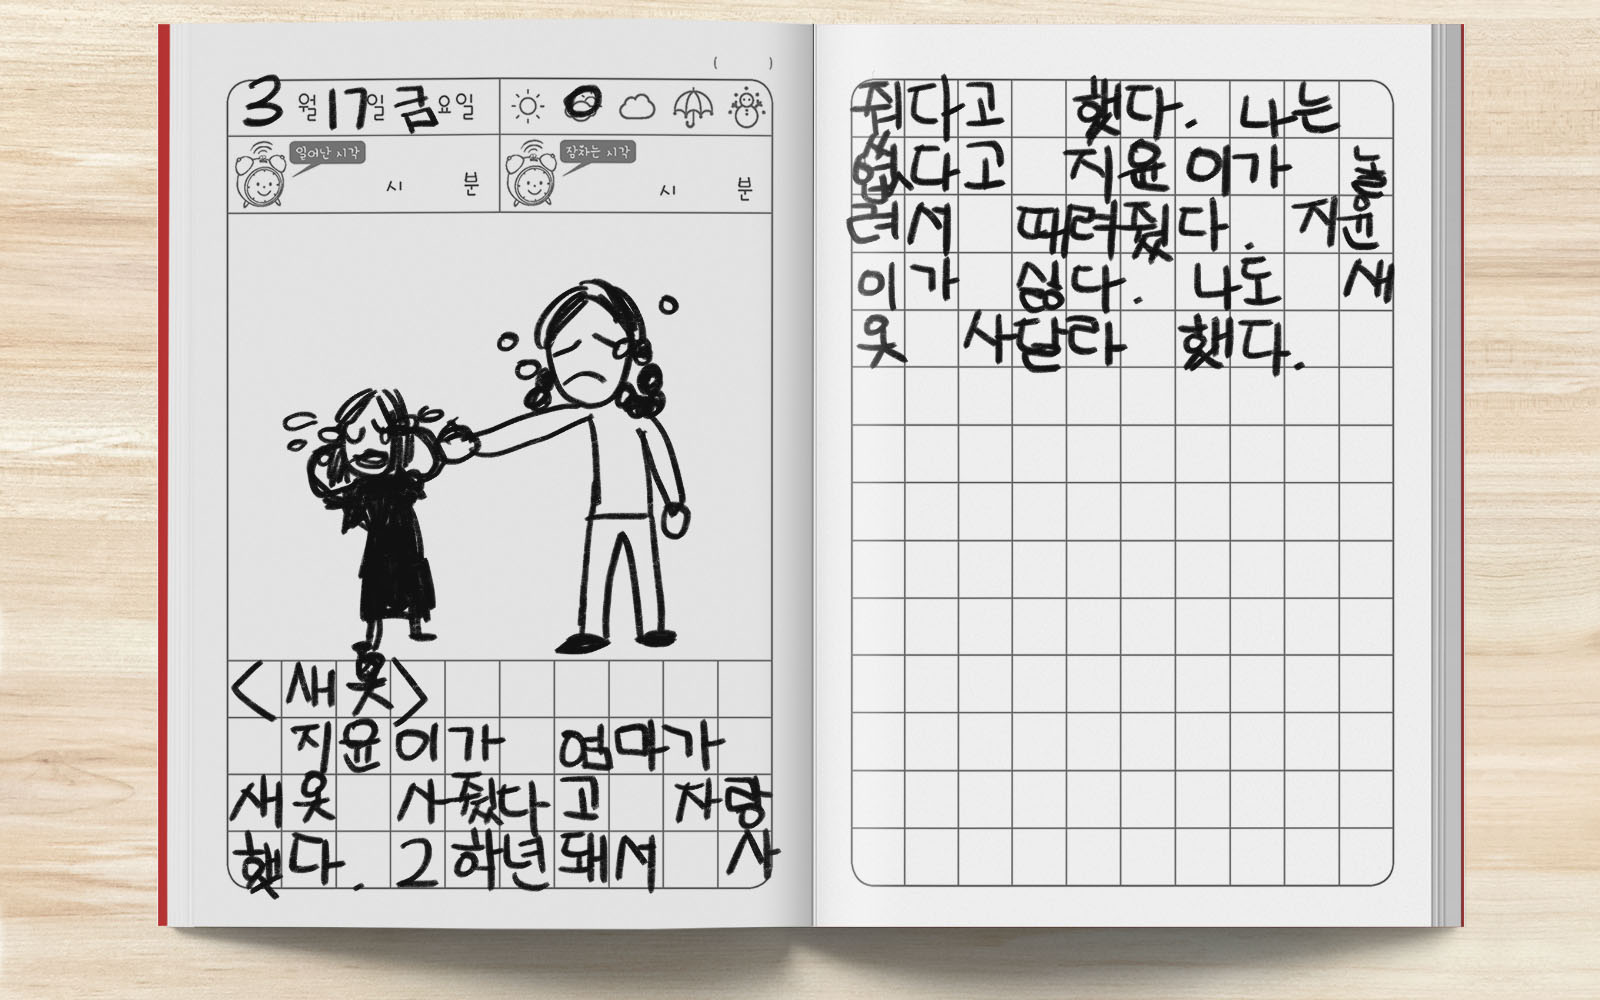 ( )
3월 17일 금요일
일어난 시각 시 분 잠자는 시각 시 분
<새 옷>
지윤이가 엄마가
새옷 사줬다고 자랑
했다. 2학년 돼서 사
줬다고 했다. 나는
없다고 지윤이가 놀
려서 때려줬다. 지윤
이가 싫다. 나도 새
옷 사달라 했다.